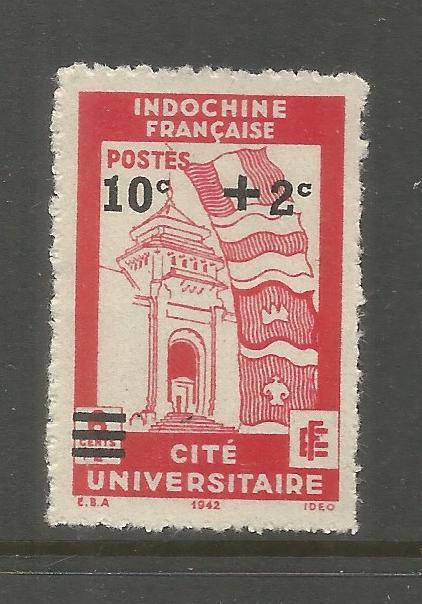 INDOCHINE
FRANÇAISE
POSTES
10c + 2c
CENTS
CITÉ
UNIVERSITAIRE
E.B.A 1942 IDEO